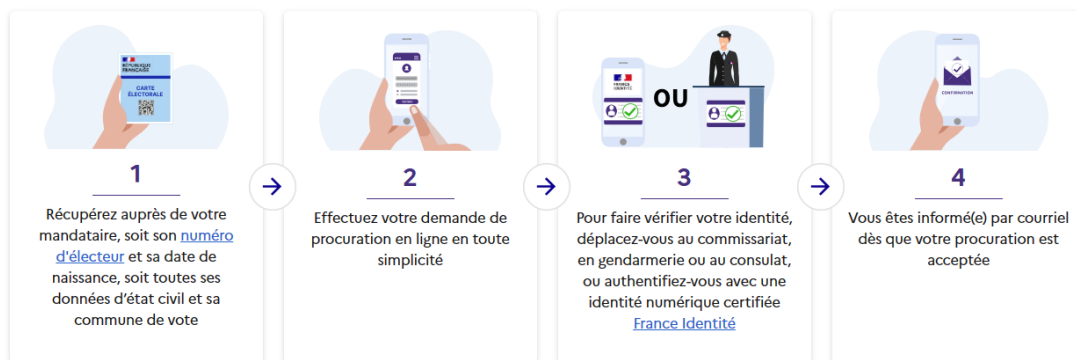 RÉPUBLIQUE
FRANÇAISE
CARTE
ÉLECTORALE
1
Récupérez auprès de votre
mandataire, soit son numéro
d'électeur et sa date de
naissance, soit toutes ses
données d'état civil et sa
commune de vote
2
Effectuez votre demande de
procuration en ligne en toute
simplicité
FRANCE
IDENTITÉ
OU
3
Pour faire vérifier votre identité,
déplacez-vous au commissariat,
en gendarmerie ou au consulat,
ou authentifiez-vous avec une
identité numérique certifiée
France Identité
CONFIRMATION
4
Vous êtes informé(e) par courriel
dès que votre procuration est
acceptée